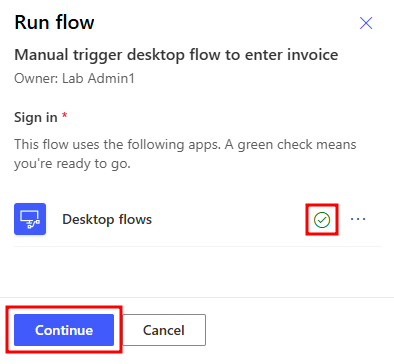 Run flow
Manual trigger desktop flow to enter invoice
Owner: Lab Admin1
Sign in *
This flow uses the following apps. A green check means
you're ready to go.
Desktop flows
Continue
Cancel